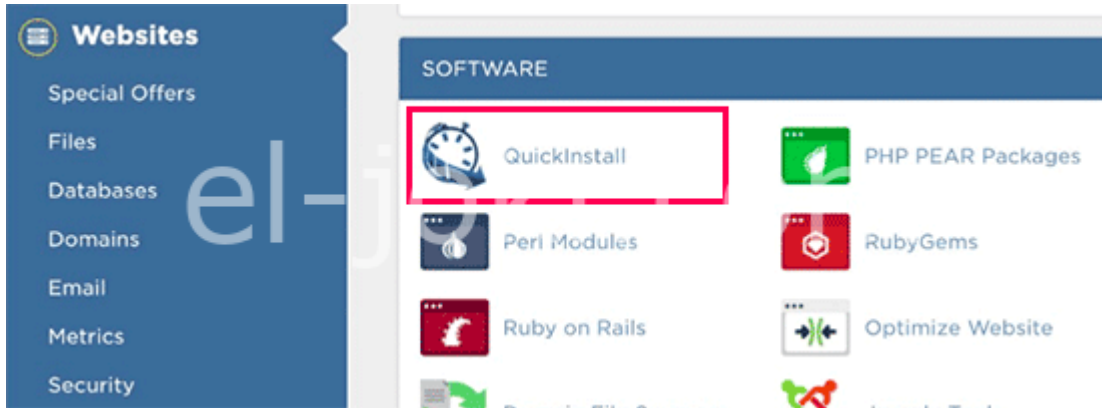 Websites
Special Offers
Files
Databases
Domains
Email
Metrics
Security
SOFTWARE
QuickInstall
PHP PEAR Packages
Perl Modules
RubyGems
Ruby on Rails
Optimize Website